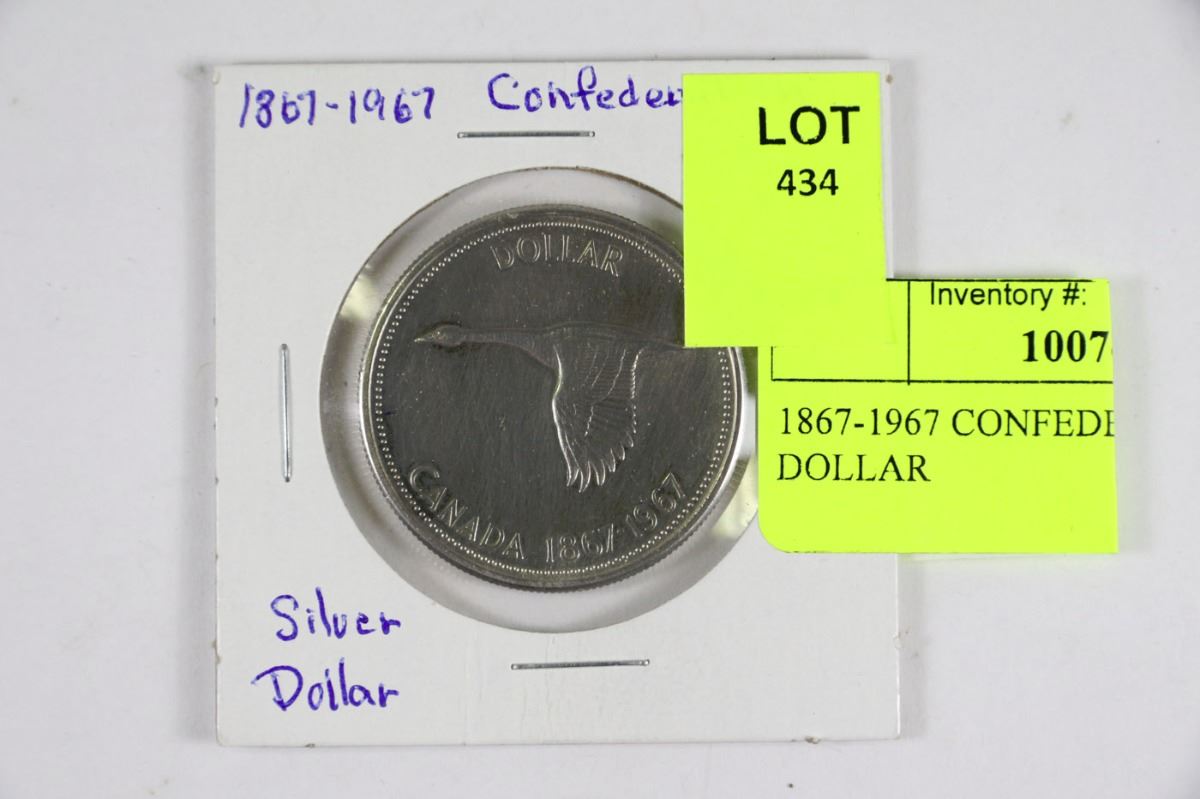 1867-1967 Confeder
LOT
434
DOLLAR
CANADA 1867-1967
Inventory #:
1007
1867-1967 CONFEDE
DOLLAR
Silver
Dollar